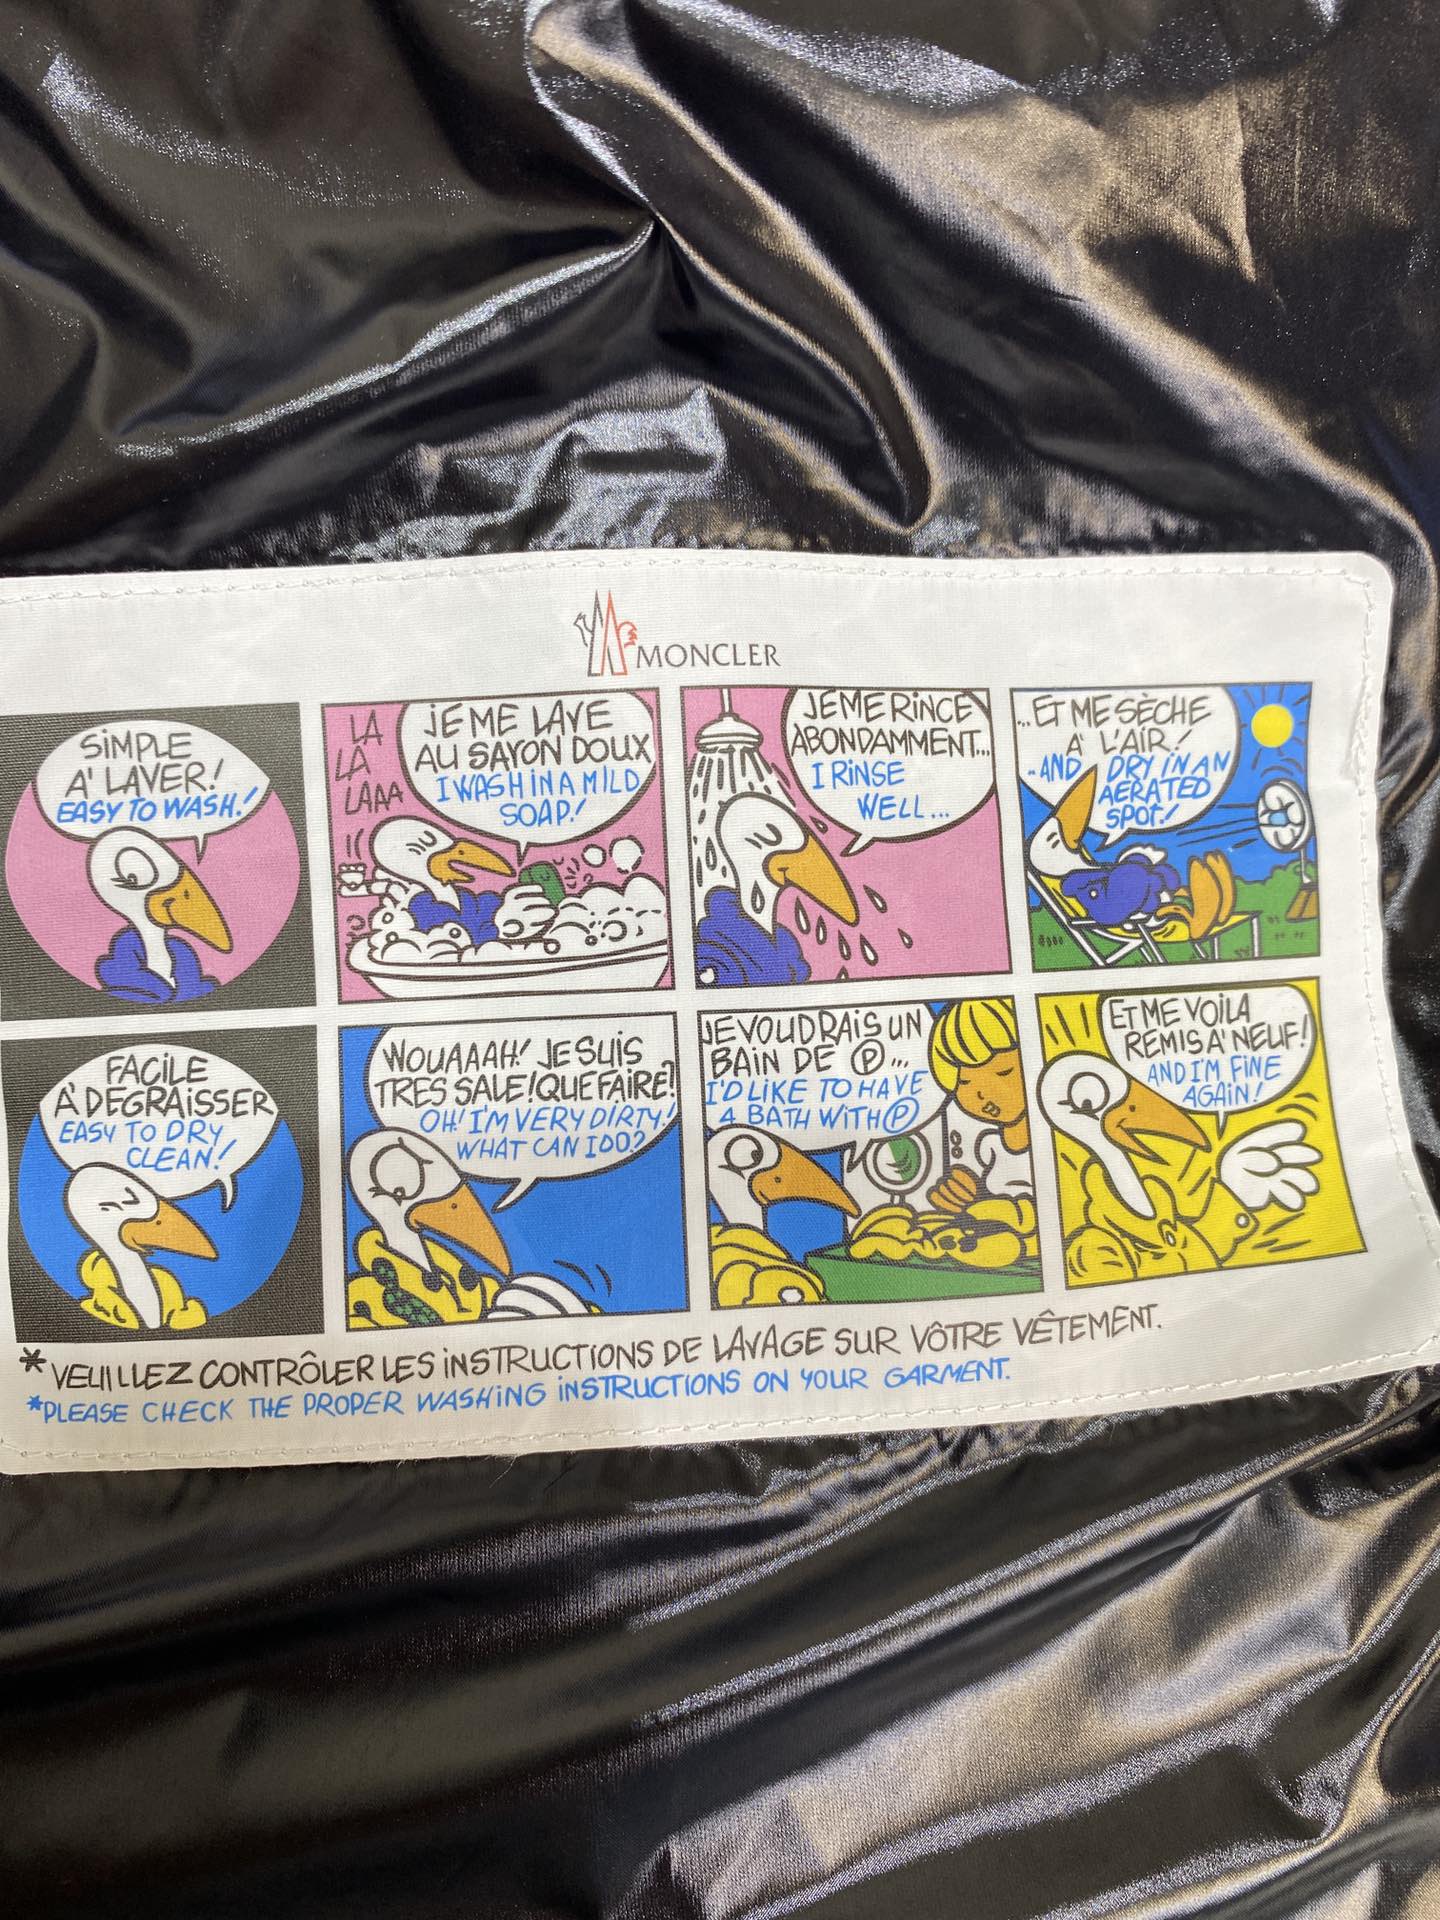 MONCLER
SIMPLE
A' LAVER!
EASY TO WASH!
LA
LA
LAAA
JE ME LAVE
AU SAVON DOUX
I WASH IN A MILD
SOAP!
JE ME RINCE
ABONDAMMENT...
I RINSE
WELL...
...ET ME SÈCHE
A' L'AIR!
..AND DRY IN AN
AERATED
SPOT!
FACILE
A' DEGRAISSER
EASY TO DRY
CLEAN!
WOUAAAH! JE SUIS
TRES SALE! QUE FAIRE?
OH! I'M VERY DIRTY!
WHAT CAN I DO?
JE VOUDRAIS UN
BAIN DE Ⓟ...
I'D LIKE TO HAVE
A BATH WITH Ⓟ
ET ME VOILA
REMIS A' NEUF!
AND I'M FINE
AGAIN!
*VEUILLEZ CONTRÔLER LES INSTRUCTIONS DE LAVAGE SUR VÔTRE VÊTEMENT.
*PLEASE CHECK THE PROPER WASHING INSTRUCTIONS ON YOUR GARMENT.